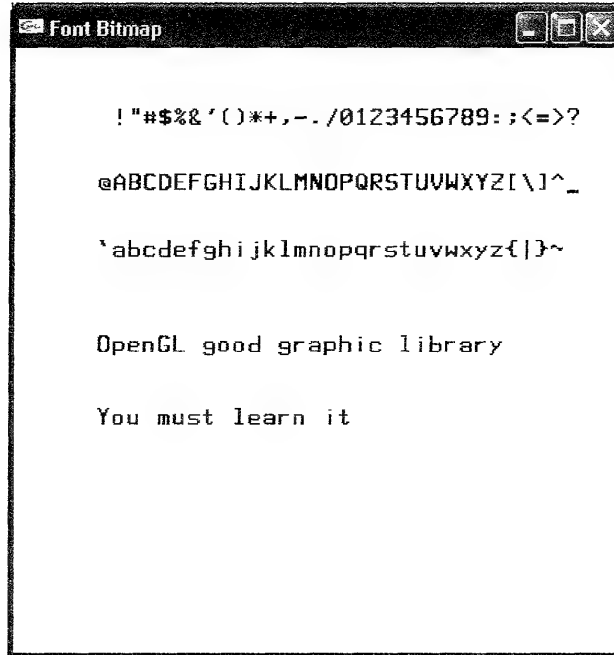 Font Bitmap
!"#$%&'()*+,-./0123456789:;<=>?
@ABCDEFGHIJKLMNOPQRSTUVWXYZ[\]^_
`abcdefghijklmnopqrstuvwxyz{|}~
OpenGL good graphic library
You must learn it